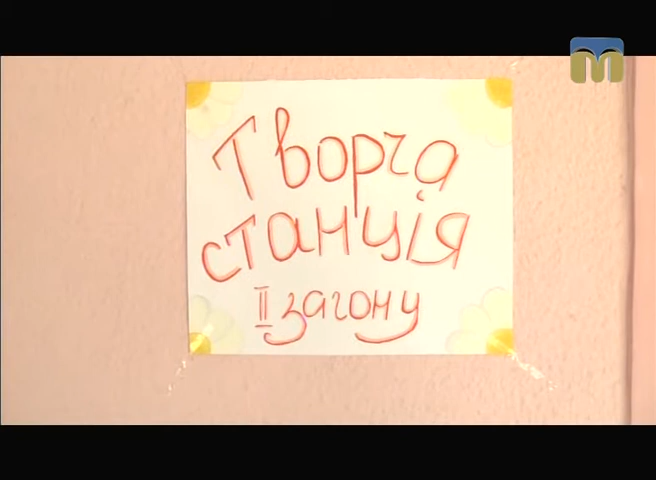 Творча
станція
II загону